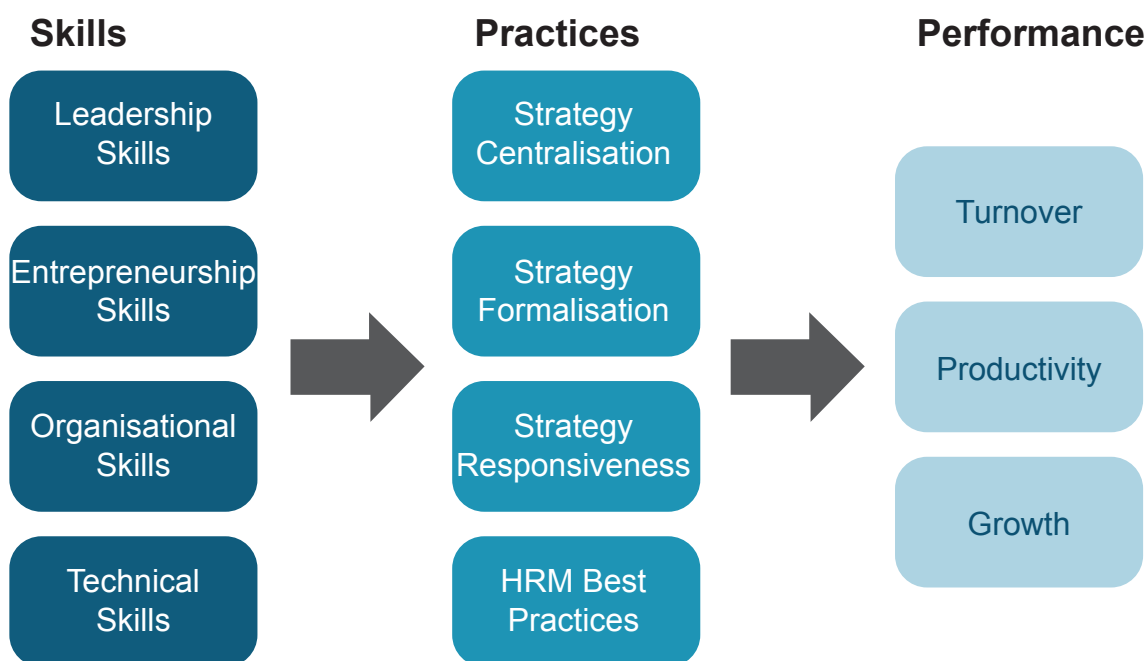 Skills
Leadership
Skills
Entrepreneurship
Skills
Organisational
Skills
Technical
Skills
Practices
Strategy
Centralisation
Strategy
Formalisation
Strategy
Responsiveness
HRM Best
Practices
Performance
Turnover
Productivity
Growth